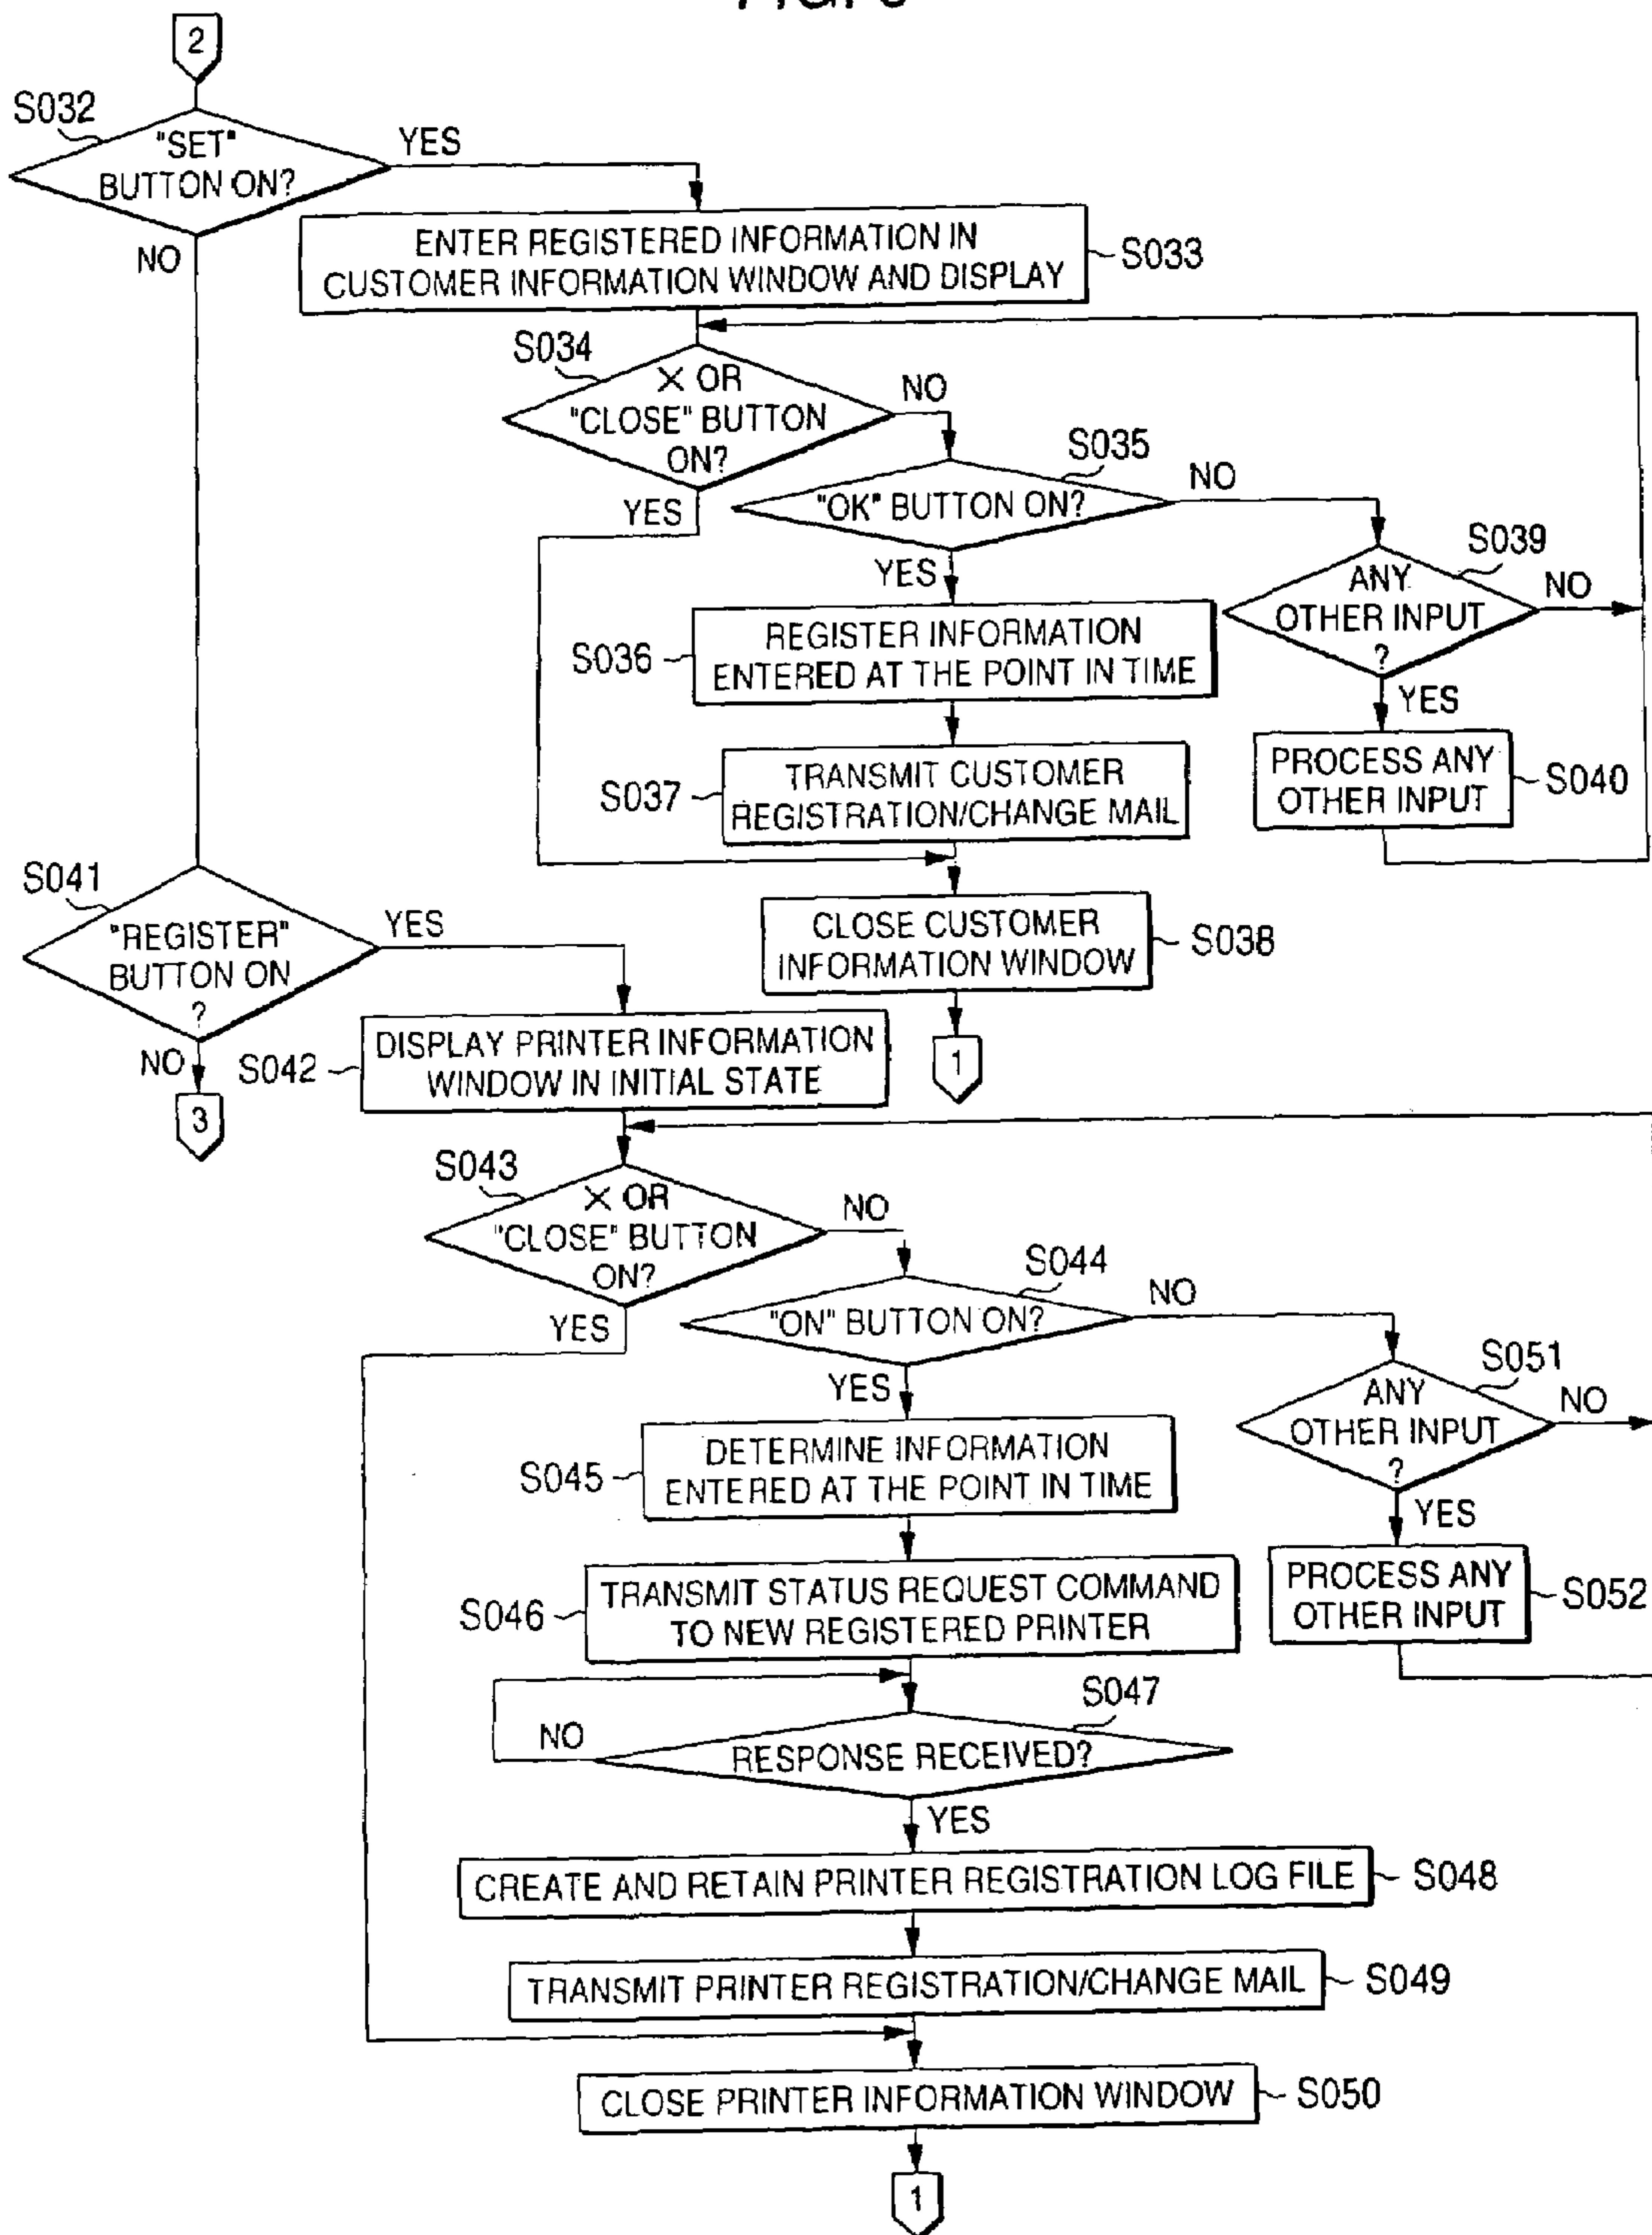 2
S032
"SET"
BUTTON ON?
YES
NO
ENTER REGISTERED INFORMATION IN
CUSTOMER INFORMATION WINDOW AND DISPLAY
S033
S034
X OR
"CLOSE" BUTTON
ON?
NO
YES
S035
"OK" BUTTON ON?
NO
YES
S039
ANY
OTHER INPUT
?
NO
YES
S036
REGISTER INFORMATION
ENTERED AT THE POINT IN TIME
S037
TRANSMIT CUSTOMER
REGISTRATION/CHANGE MAIL
PROCESS ANY
OTHER INPUT
S040
CLOSE CUSTOMER
INFORMATION WINDOW
S038
1
S041
"REGISTER"
BUTTON ON
?
YES
NO
3
S042
DISPLAY PRINTER INFORMATION
WINDOW IN INITIAL STATE
S043
X OR
"CLOSE" BUTTON
ON?
NO
YES
S044
"ON" BUTTON ON?
NO
YES
S051
ANY
OTHER INPUT
?
NO
YES
S045
DETERMINE INFORMATION
ENTERED AT THE POINT IN TIME
S046
TRANSMIT STATUS REQUEST COMMAND
TO NEW REGISTERED PRINTER
PROCESS ANY
OTHER INPUT
S052
S047
RESPONSE RECEIVED?
NO
YES
CREATE AND RETAIN PRINTER REGISTRATION LOG FILE
S048
TRANSMIT PRINTER REGISTRATION/CHANGE MAIL
S049
CLOSE PRINTER INFORMATION WINDOW
S050
1